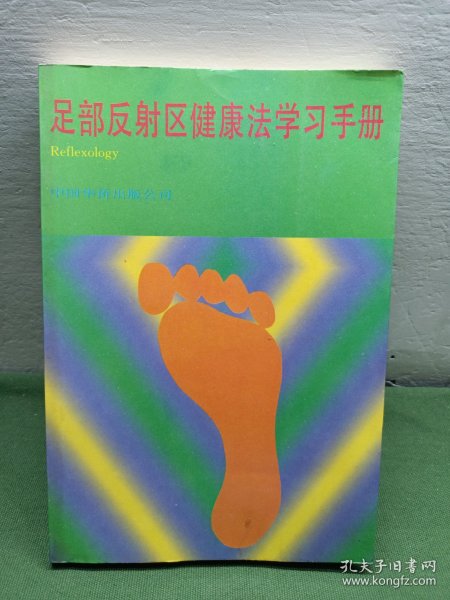 足部反射区健康法学习手册
Reflexology
中国华侨出版公司
孔夫子旧书网
www.kongfz.com